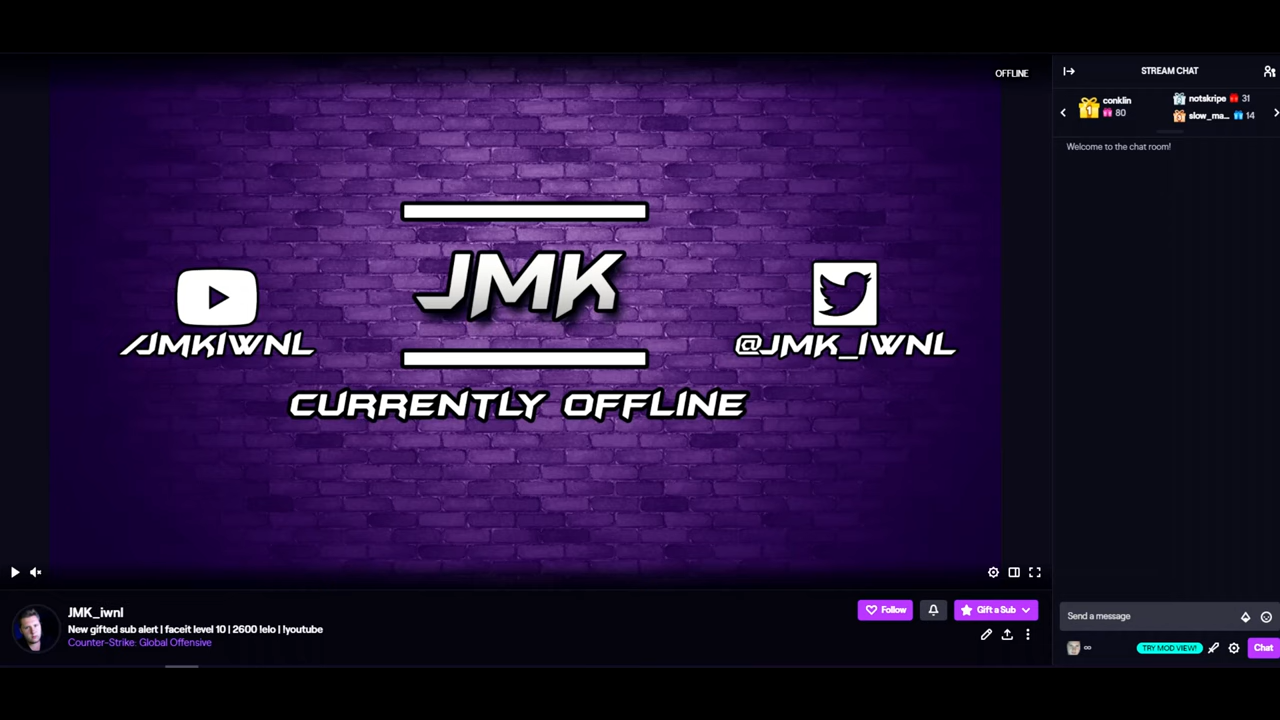 OFFLINE
JMK
/JMKIWNL
@JMK_IWNL
CURRENTLY OFFLINE
JMK_iwnl
New gifted sub alert | faceit level 10 | 2600 !elo | !youtube
Counter-Strike: Global Offensive
Follow
Gift a Sub
STREAM CHAT
1
conklin
80
notskripe 31
slow_ma... 14
Welcome to the chat room!
Send a message
TRY MOD VIEW!
Chat